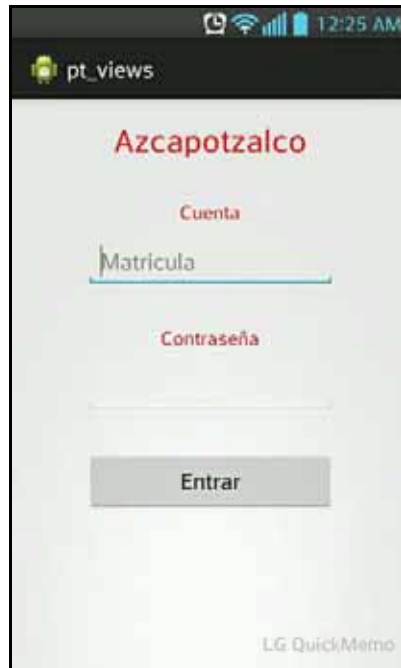 12:25 AM
pt_views
Azcapotzalco
Cuenta
Matricula
Contraseña
Entrar
LG QuickMemo